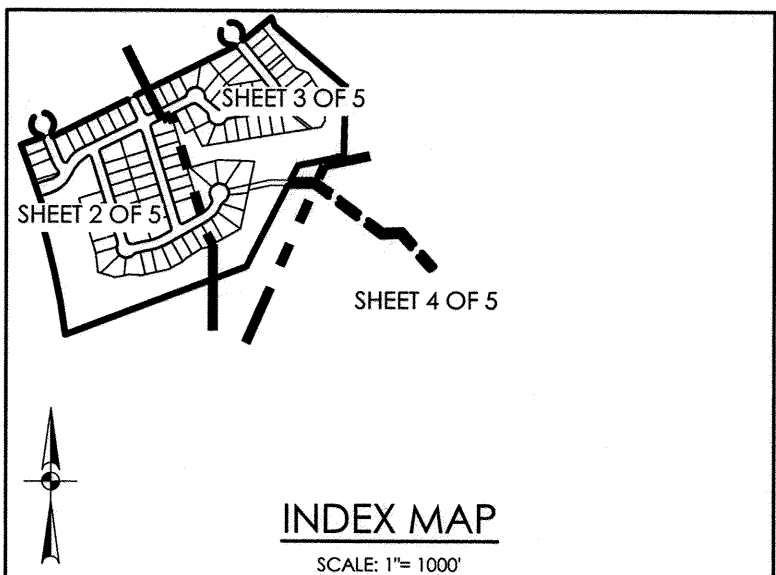 SHEET 3 OF 5
SHEET 2 OF 5
SHEET 4 OF 5
INDEX MAP
SCALE: 1"= 1000'